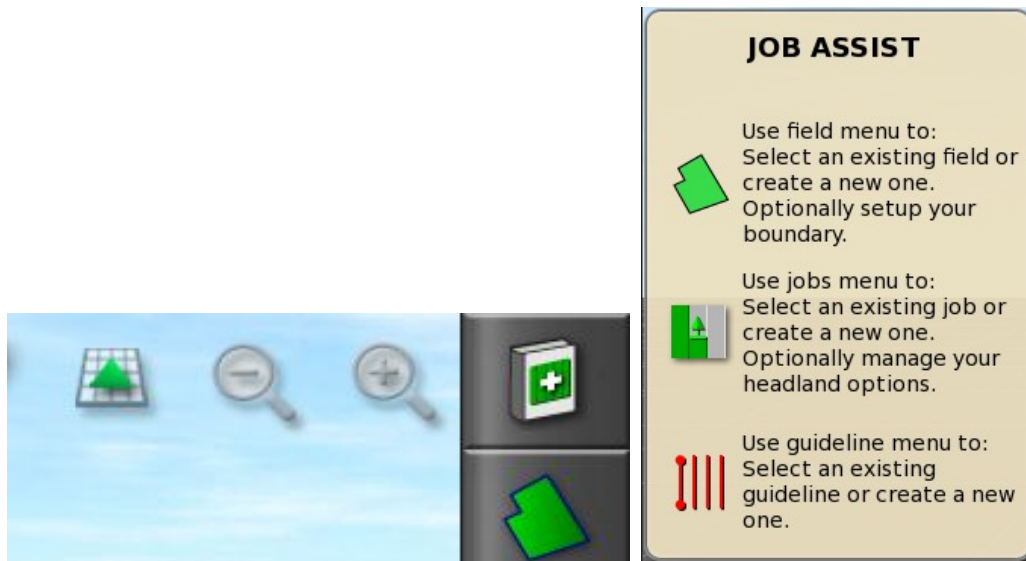 JOB ASSIST
Use field menu to:
Select an existing field or
create a new one.
Optionally setup your
boundary.
Use jobs menu to:
Select an existing job or
create a new one.
Optionally manage your
headland options.
Use guideline menu to:
Select an existing
guideline or create a new
one.